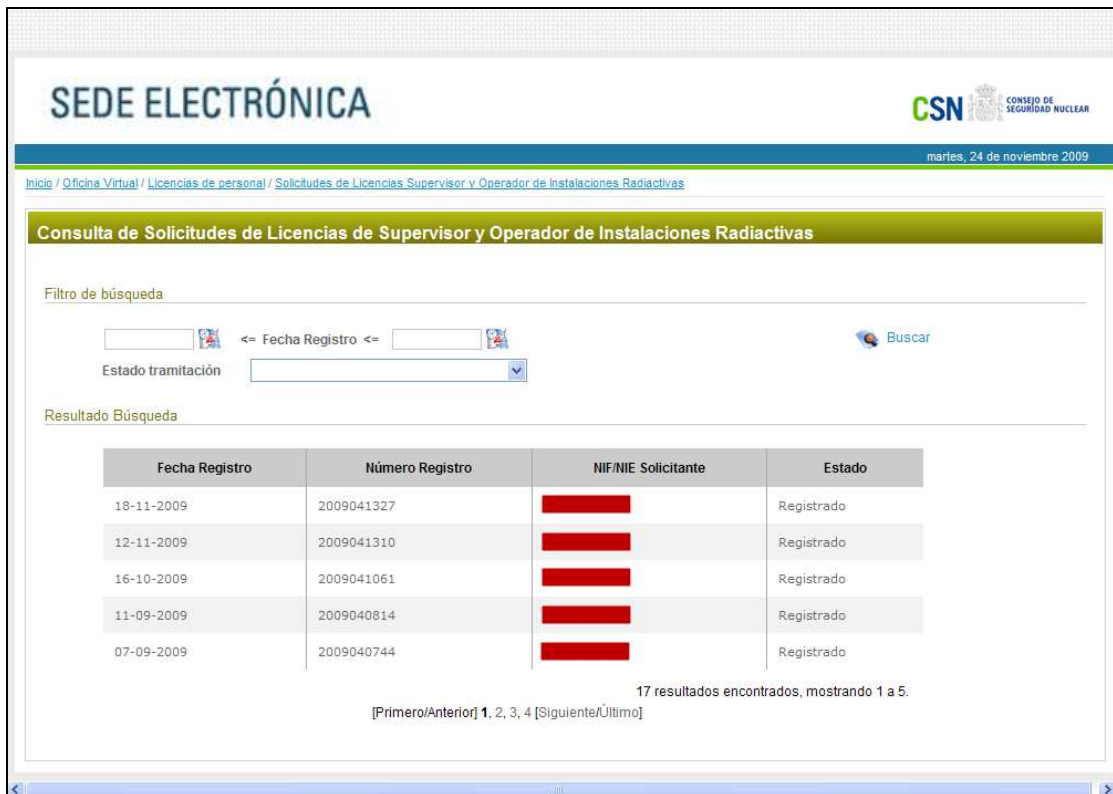 SEDE ELECTRÓNICA
CSN CONSEJO DE
SEGURIDAD NUCLEAR
martes, 24 de noviembre 2009
Inicio / Oficina Virtual / Licencias de personal / Solicitudes de Licencias Supervisor y Operador de Instalaciones Radiactivas
Consulta de Solicitudes de Licencias de Supervisor y Operador de Instalaciones Radiactivas
Filtro de búsqueda
<= Fecha Registro <= Buscar
Estado tramitación
Resultado Búsqueda
Fecha Registro Número Registro NIF/NIE Solicitante Estado
18-11-2009 2009041327 Registrado
12-11-2009 2009041310 Registrado
16-10-2009 2009041061 Registrado
11-09-2009 2009040814 Registrado
07-09-2009 2009040744 Registrado
17 resultados encontrados, mostrando 1 a 5.
[Primero/Anterior] 1, 2, 3, 4 [Siguiente/Último]